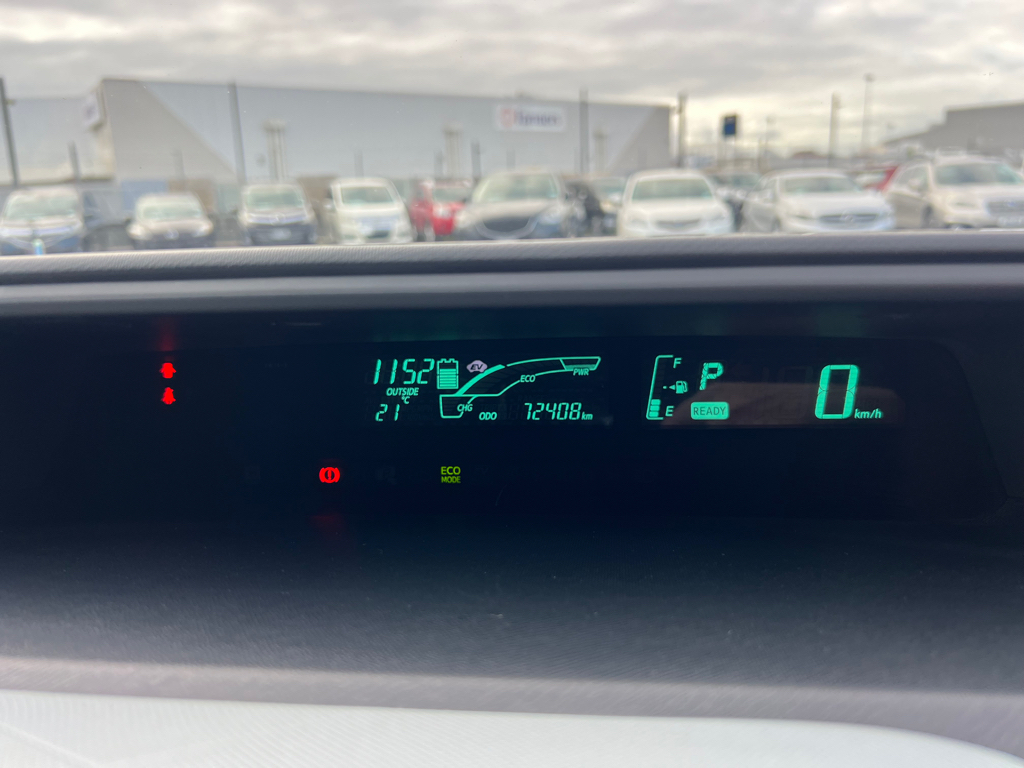 1152
OUTSIDE
21 °C
EV
CHG
ECO
PWR
ODO 72408 km
F
E
P
READY
0 km/h
ECO
MODE